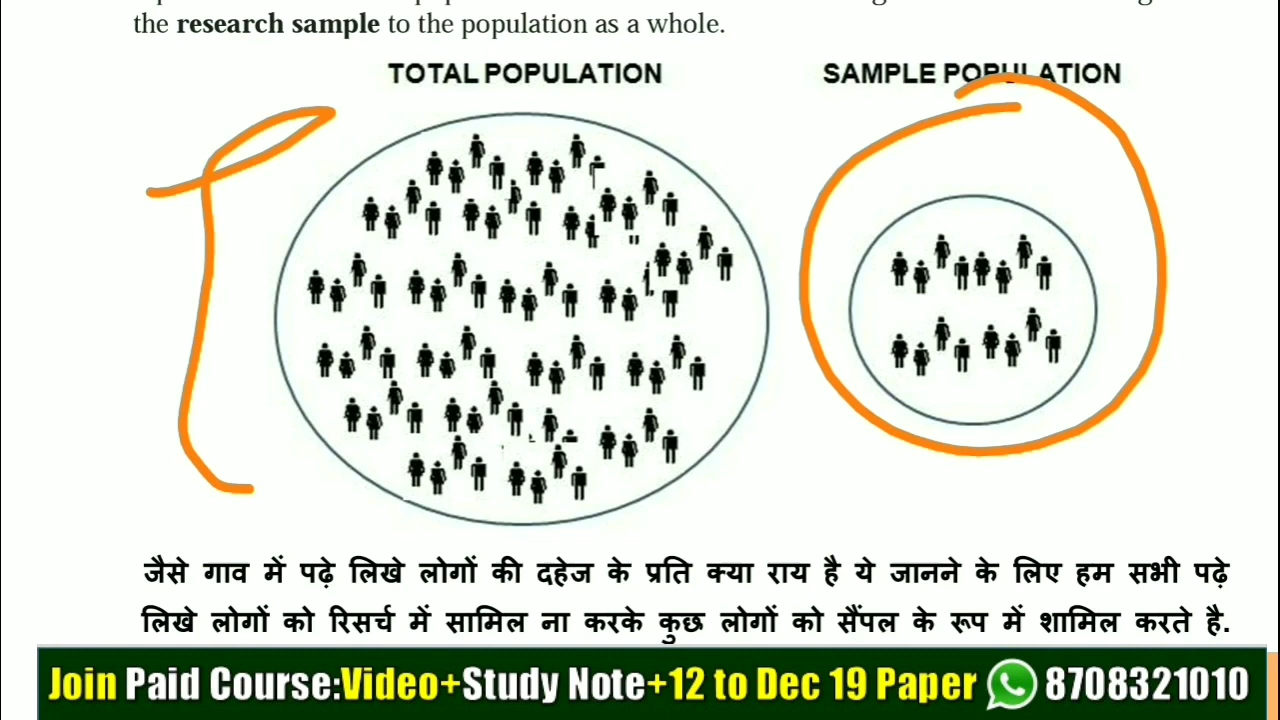 the research sample to the population as a whole.
TOTAL POPULATION
SAMPLE POPULATION
जैसे गाव में पढ़े लिखे लोगों की दहेज के प्रति क्या राय है ये जानने के लिए हम सभी पढ़े
लिखे लोगों को रिसर्च में सामिल ना करके कुछ लोगों को सैंपल के रूप में शामिल करते है.
Join Paid Course:Video+Study Note+12 to Dec 19 Paper 8708321010